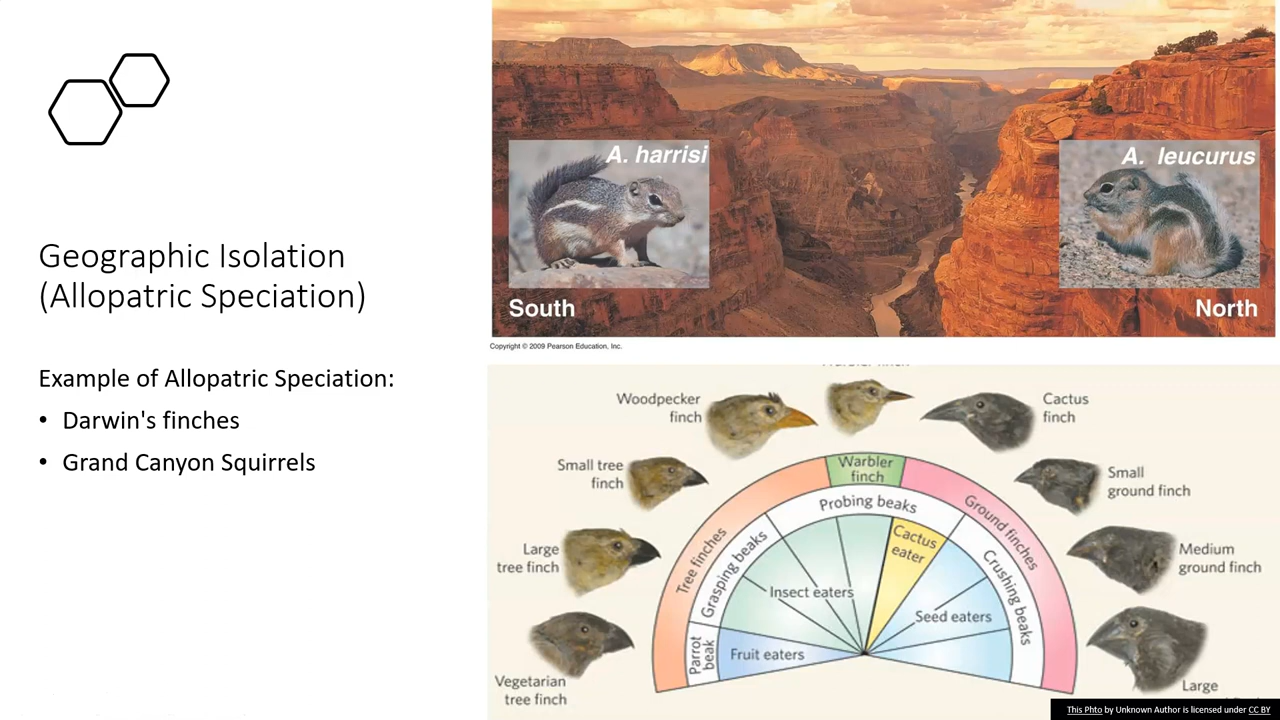 Geographic Isolation
(Allopatric Speciation)
Example of Allopatric Speciation:
• Darwin's finches
• Grand Canyon Squirrels
A. harrisi
South
A. leucurus
North
Copyright © 2009 Pearson Education, Inc.
Woodpecker
finch
Cactus
finch
Small tree
finch
Small
ground finch
Large
tree finch
Medium
ground finch
Vegetarian
tree finch
Large
Warbler
finch
Tree finches
Ground finches
Probing beaks
Grasping beaks
Crushing beaks
Parrot
beak
Cactus
eater
Insect eaters
Seed eaters
Fruit eaters
This Phto by Unknown Author is licensed under CC BY